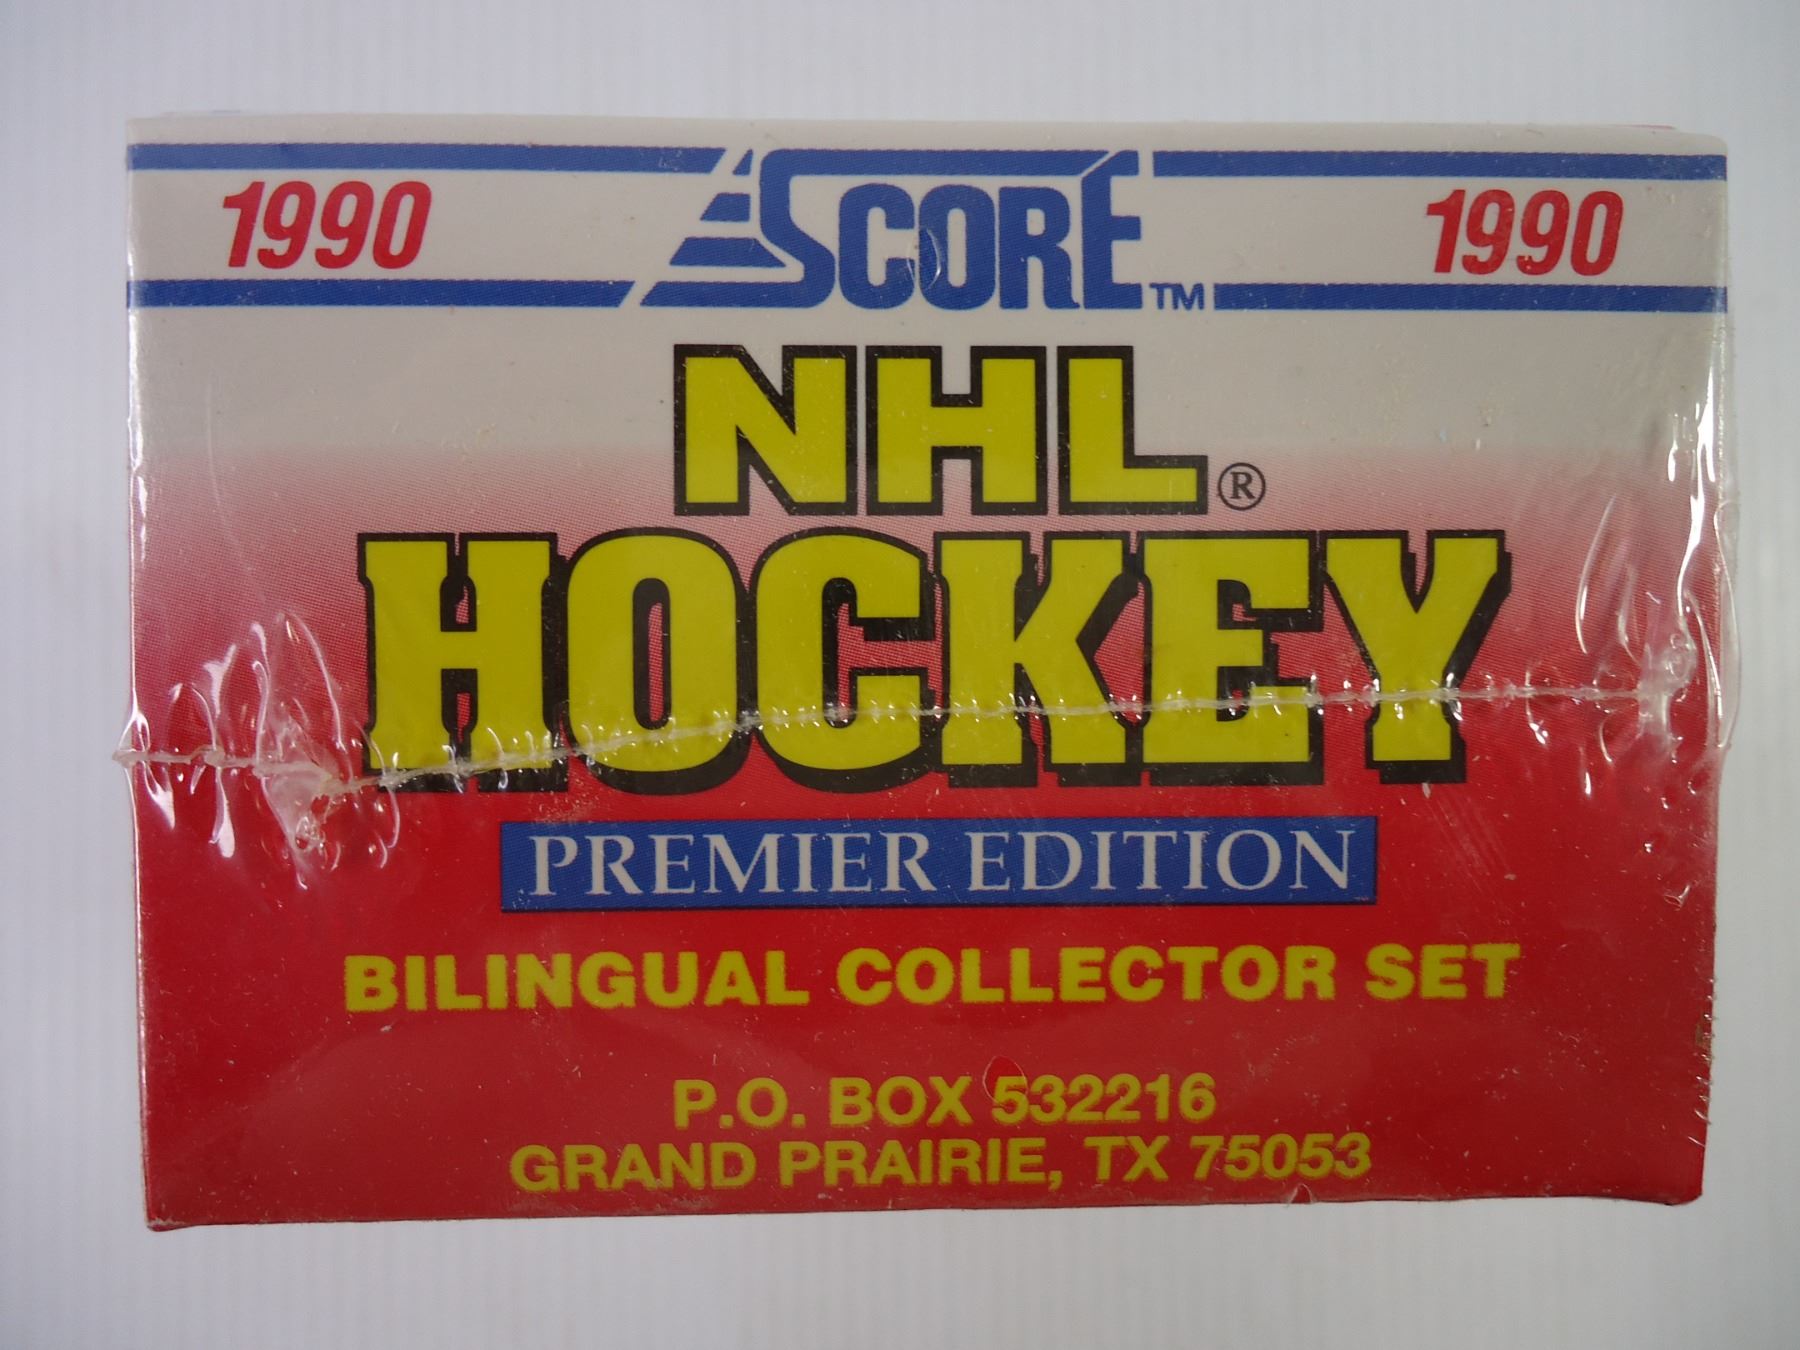 1990 SCORE™ 1990
NHL®
HOCKEY
PREMIER EDITION
BILINGUAL COLLECTOR SET
P.O. BOX 532216
GRAND PRAIRIE, TX 75053